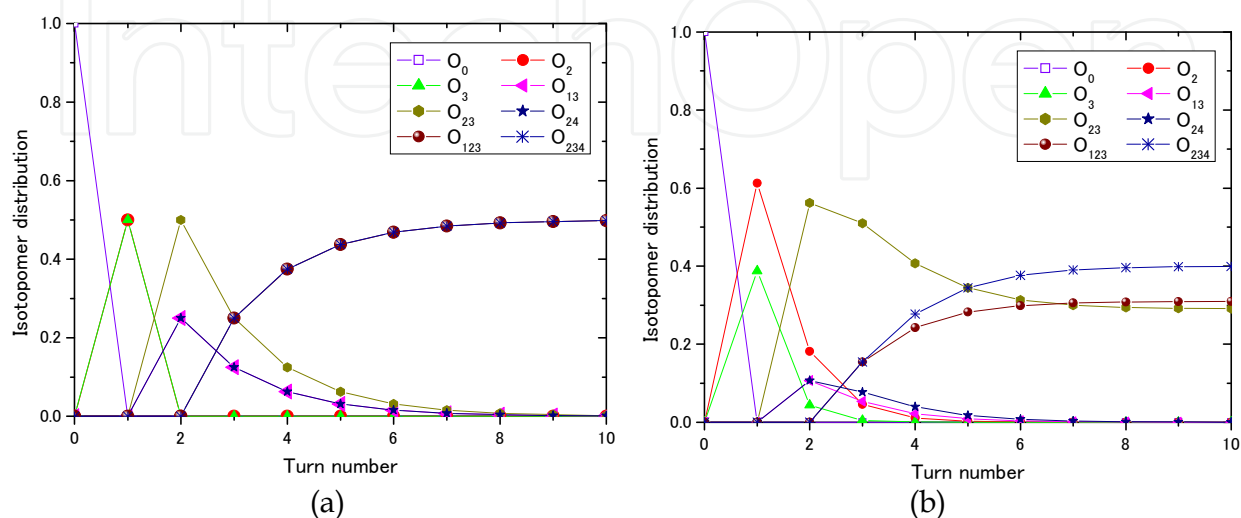 IntechOpen
1.0
0.8
0.6
0.4
0.2
0.0
Isotopomer distribution
O₀ O₂
O₃ O₁₃
O₂₃ O₂₄
O₁₂₃ O₂₃₄
0 2 4 6 8 10
Turn number
(a)
1.0
0.8
0.6
0.4
0.2
0.0
Isotopomer distribution
O₀ O₂
O₃ O₁₃
O₂₃ O₂₄
O₁₂₃ O₂₃₄
0 2 4 6 8 10
Turn number
(b)